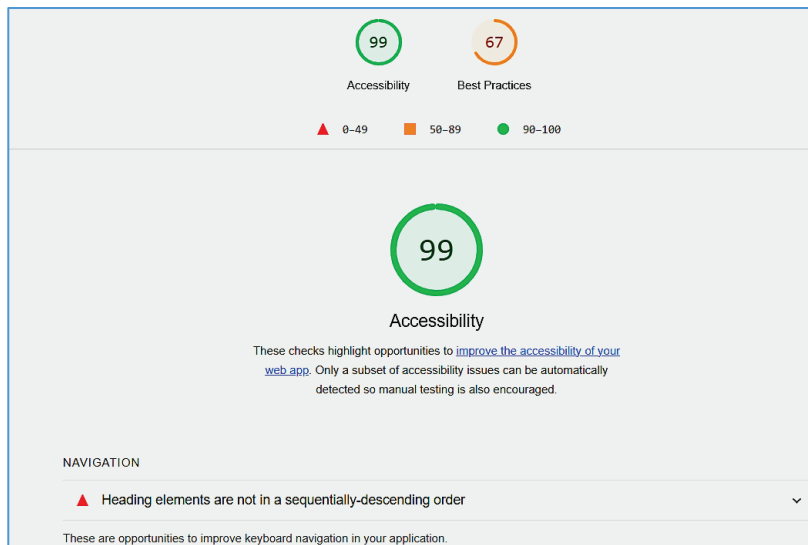 99 67
Accessibility Best Practices
0–49 50–89 90–100
99
Accessibility
These checks highlight opportunities to improve the accessibility of your
web app. Only a subset of accessibility issues can be automatically
detected so manual testing is also encouraged.
NAVIGATION
Heading elements are not in a sequentially-descending order
These are opportunities to improve keyboard navigation in your application.